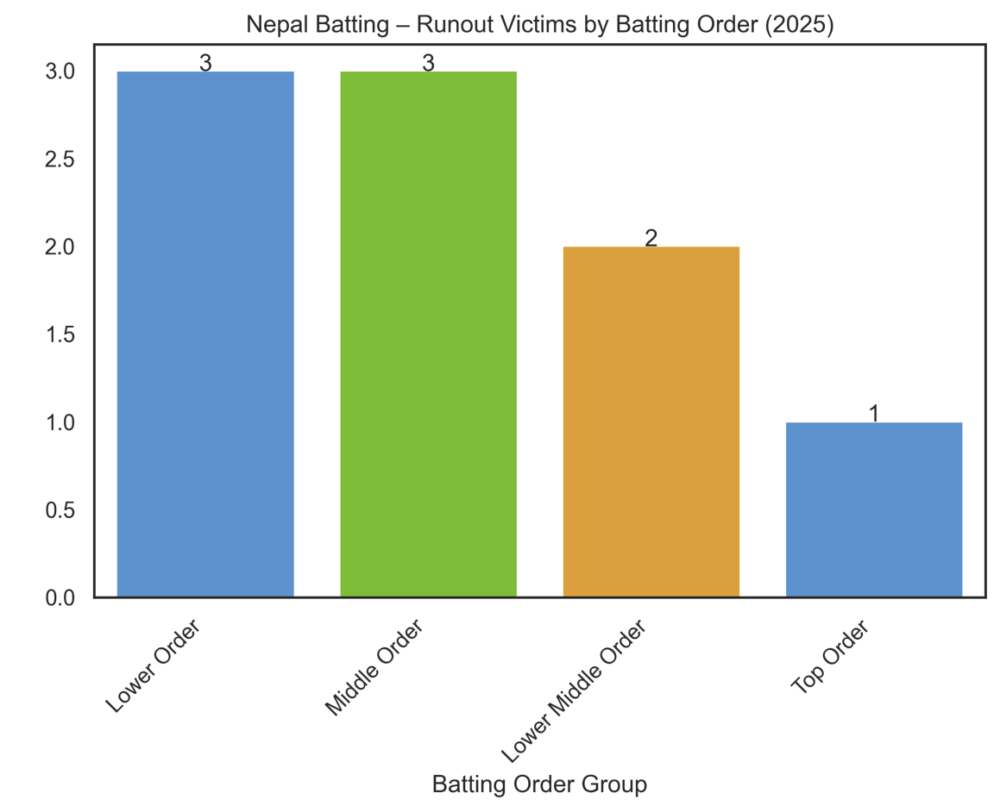 Nepal Batting – Runout Victims by Batting Order (2025)
3.0
2.5
2.0
1.5
1.0
0.5
0.0
3
3
2
1
Lower Order
Middle Order
Lower Middle Order
Top Order
Batting Order Group